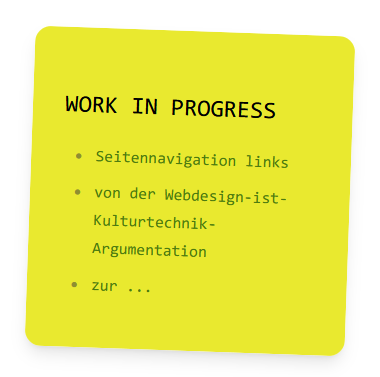 WORK IN PROGRESS
• Seitennavigation links
• von der Webdesign-ist-
Kulturtechnik-
Argumentation
• zur ...